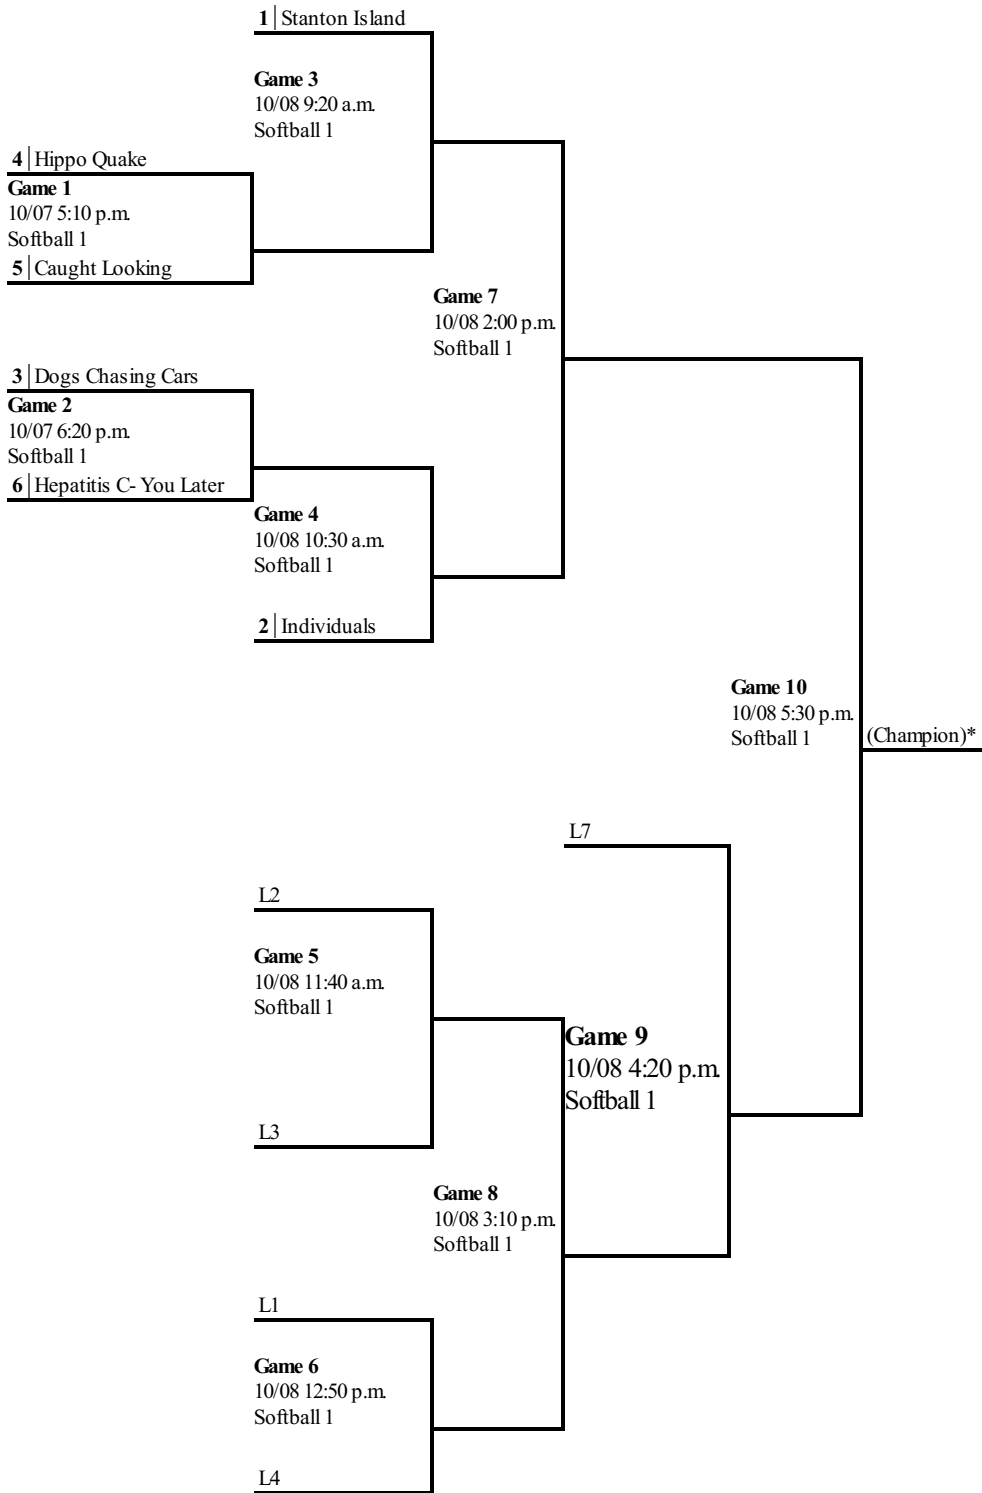 1 Stanton Island
Game 3
10/08 9:20 a.m.
Softball 1
4 Hippo Quake
Game 1
10/07 5:10 p.m.
Softball 1
5 Caught Looking
Game 7
10/08 2:00 p.m.
Softball 1
3 Dogs Chasing Cars
Game 2
10/07 6:20 p.m.
Softball 1
6 Hepatitis C- You Later
Game 4
10/08 10:30 a.m.
Softball 1
2 Individuals
Game 10
10/08 5:30 p.m.
Softball 1
(Champion)*
L7
L2
Game 5
10/08 11:40 a.m.
Softball 1
Game 9
10/08 4:20 p.m.
Softball 1
L3
Game 8
10/08 3:10 p.m.
Softball 1
L1
Game 6
10/08 12:50 p.m.
Softball 1
L4